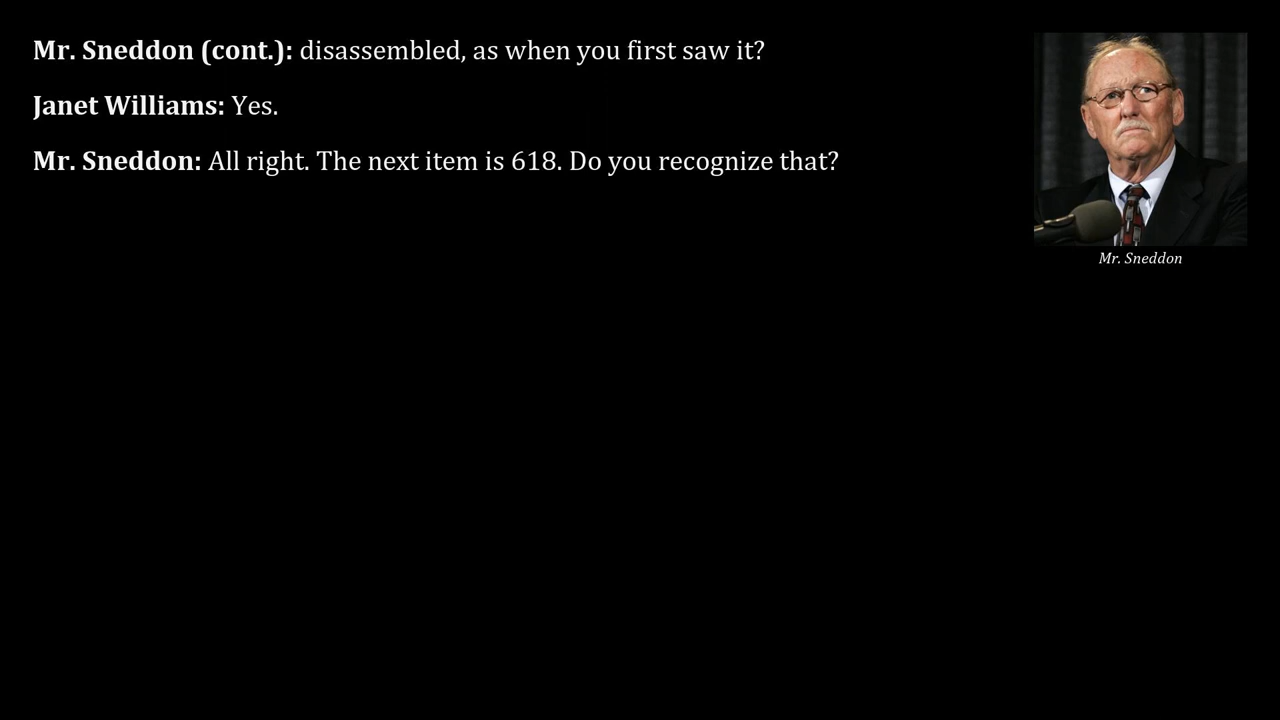 Mr. Sneddon (cont.): disassembled, as when you first saw it?
Janet Williams: Yes.
Mr. Sneddon: All right. The next item is 618. Do you recognize that?
Mr. Sneddon